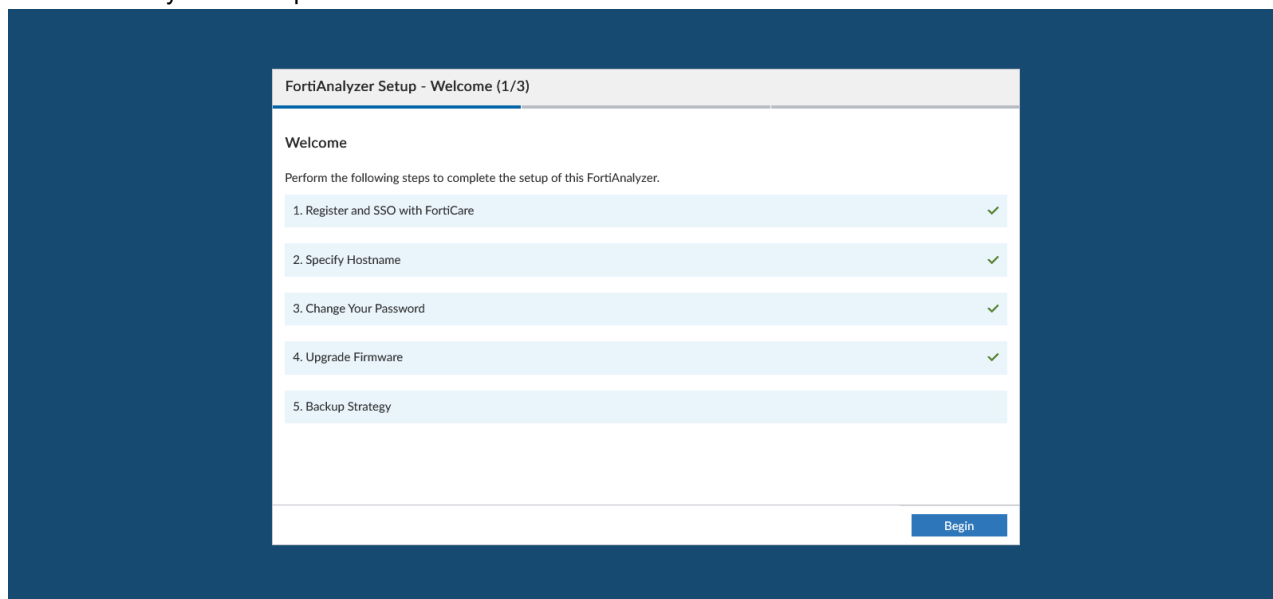 FortiAnalyzer Setup - Welcome (1/3)
Welcome
Perform the following steps to complete the setup of this FortiAnalyzer.
1. Register and SSO with FortiCare
2. Specify Hostname
3. Change Your Password
4. Upgrade Firmware
5. Backup Strategy
Begin